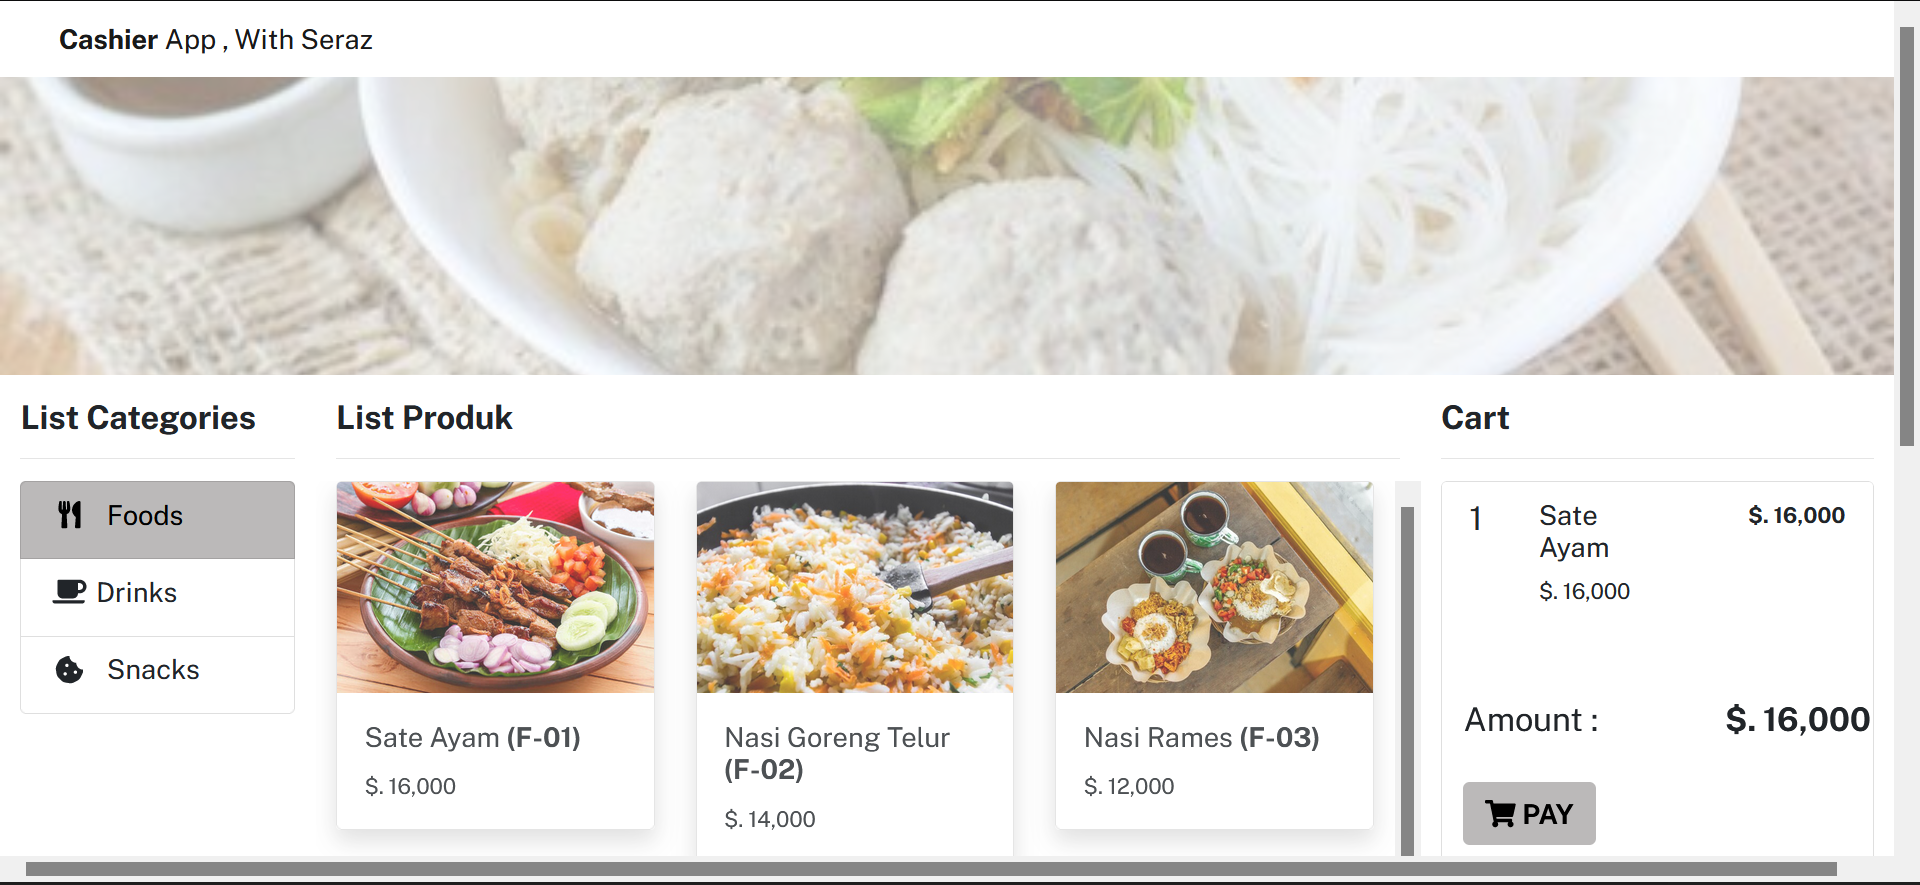 Cashier App , With Seraz
List Categories
Foods
Drinks
Snacks
List Produk
Sate Ayam (F-01)
$. 16,000
Nasi Goreng Telur
(F-02)
$. 14,000
Nasi Rames (F-03)
$. 12,000
Cart
1 Sate $. 16,000
Ayam
$. 16,000
Amount : $. 16,000
PAY